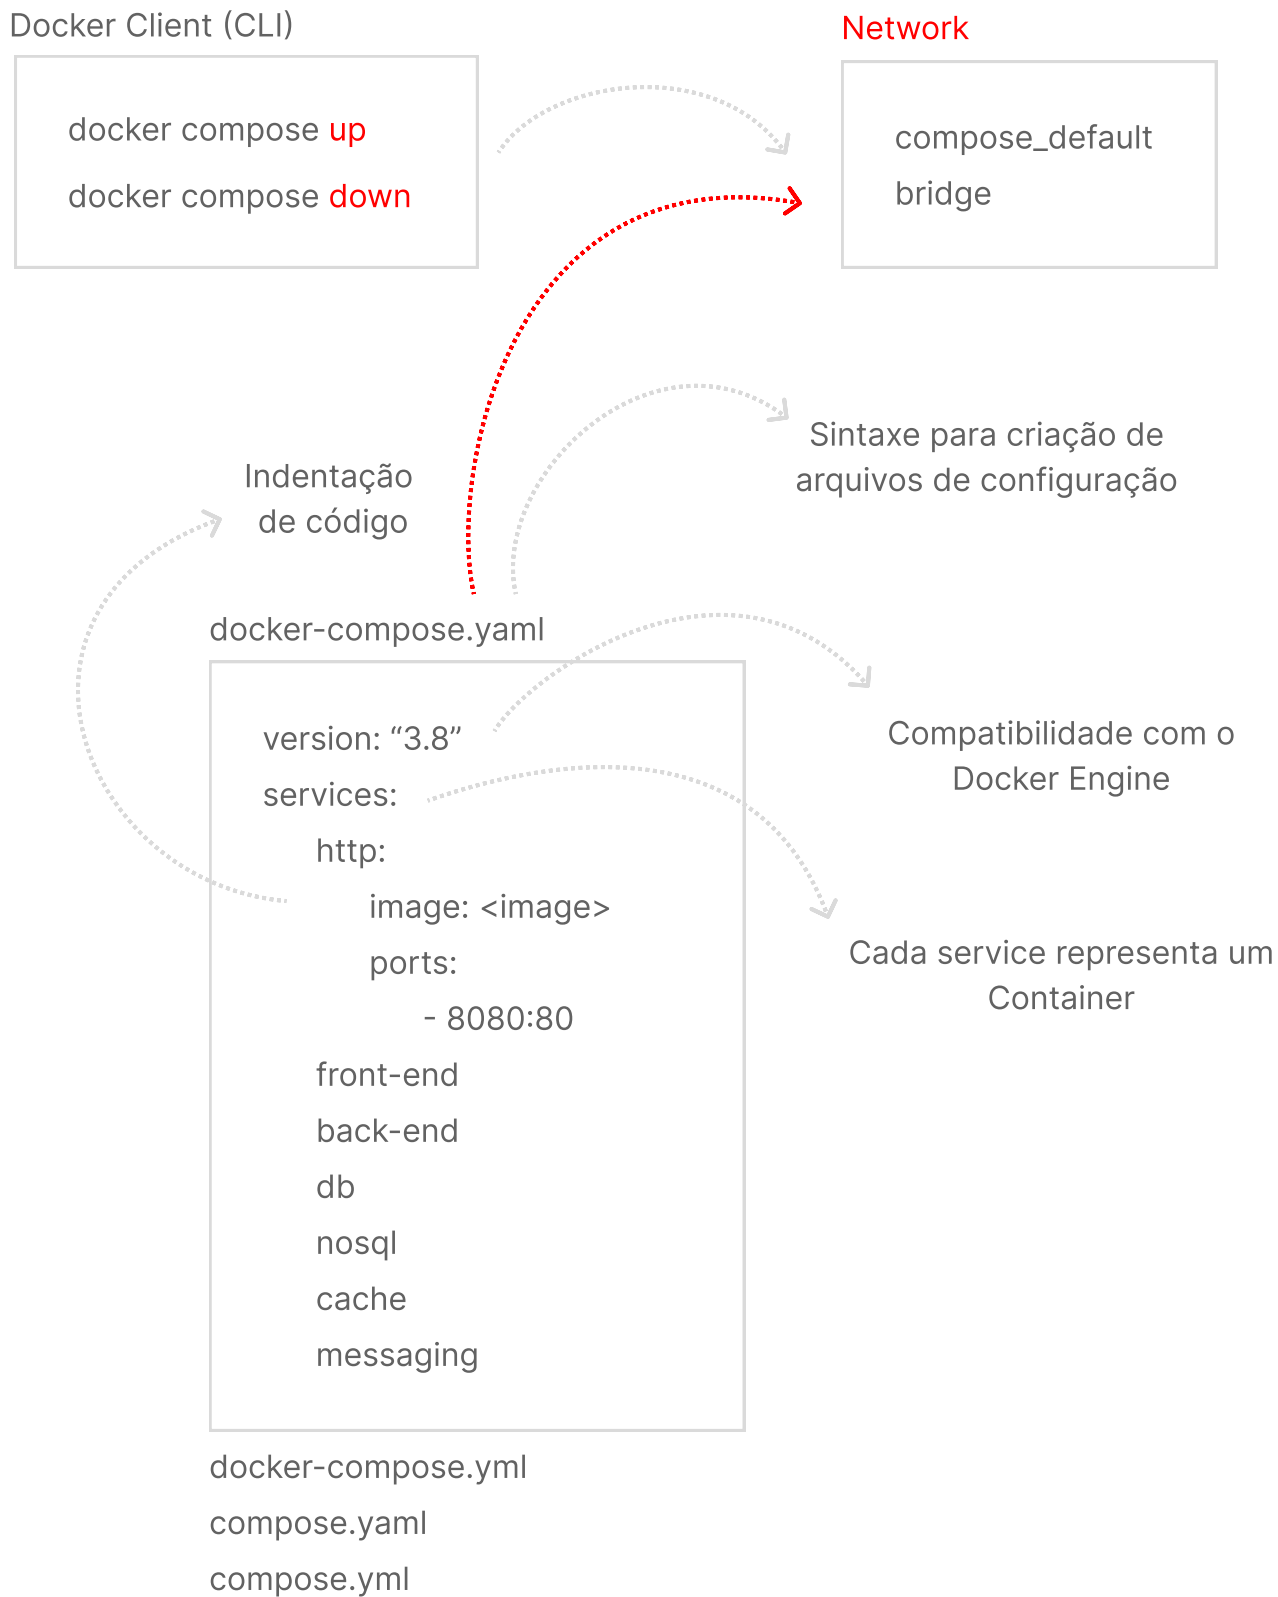 Docker Client (CLI)
docker compose up
docker compose down
Network
compose_default
bridge
Sintaxe para criação de
arquivos de configuração
Indentação
de código
docker-compose.yaml
version: “3.8”
services:
http:
image: <image>
ports:
- 8080:80
front-end
back-end
db
nosql
cache
messaging
Compatibilidade com o
Docker Engine
Cada service representa um
Container
docker-compose.yml
compose.yaml
compose.yml